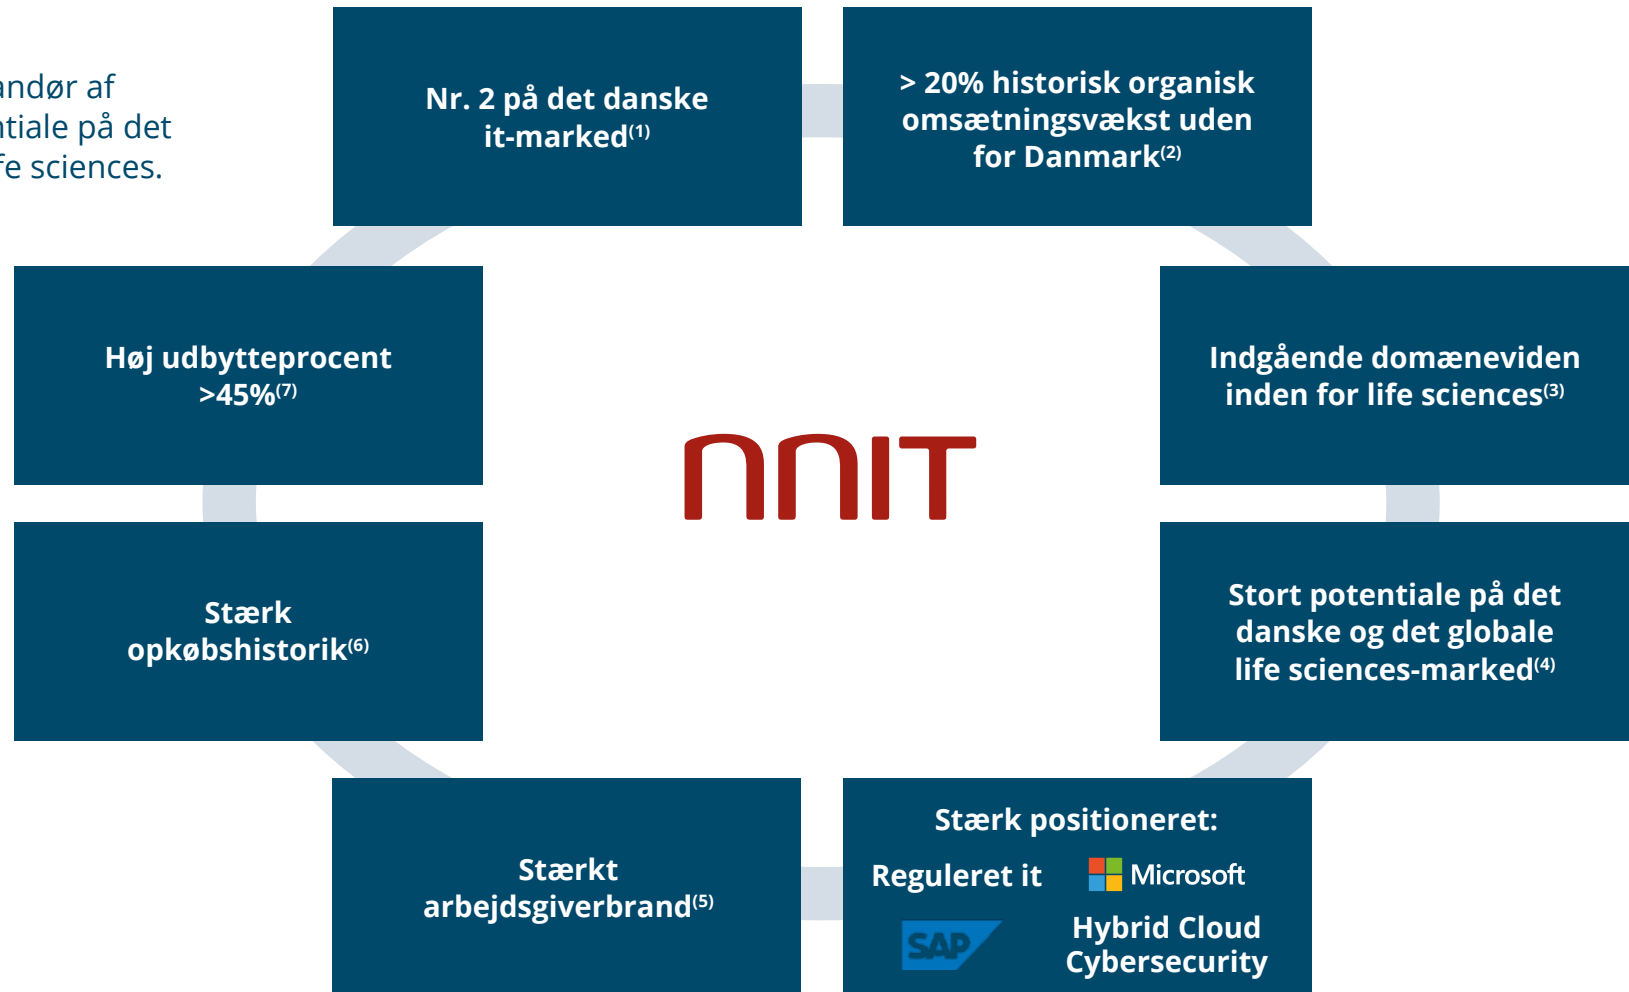 andør af
ntiale på det
fe sciences.
Nr. 2 på det danske
it-marked(1)
> 20% historisk organisk
omsætningsvækst uden
for Danmark(2)
Høj udbytteprocent
>45%(7)
Indgående domæneviden
inden for life sciences(3)
nnit
Stærk
opkøbshistorik(6)
Stort potentiale på det
danske og det globale
life sciences-marked(4)
Stærkt
arbejdsgiverbrand(5)
Stærk positioneret:
Reguleret it
Microsoft
SAP
Hybrid Cloud
Cybersecurity